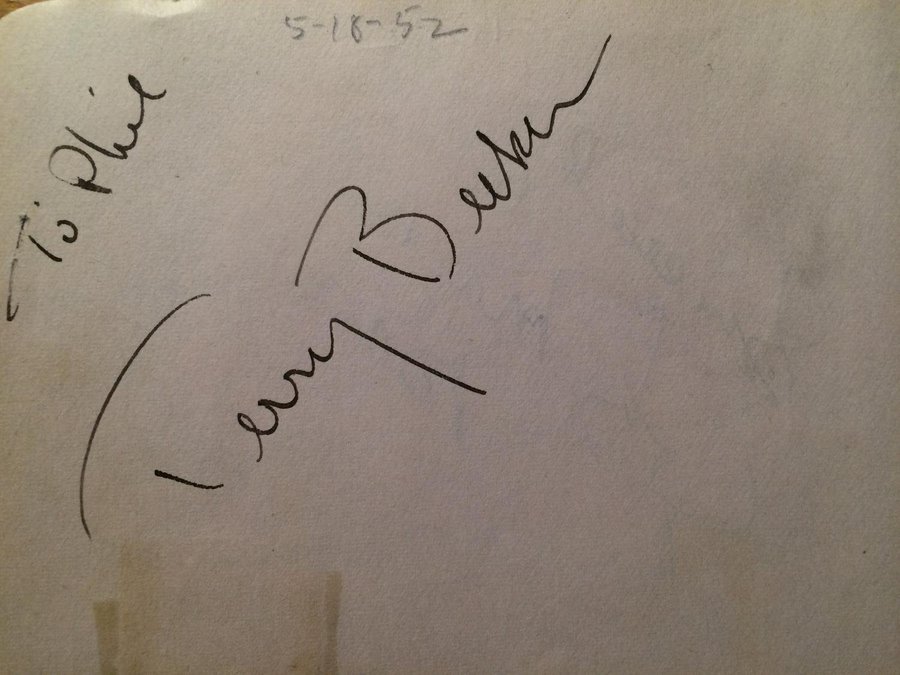 5-18-52
To Phil
Terry Becker